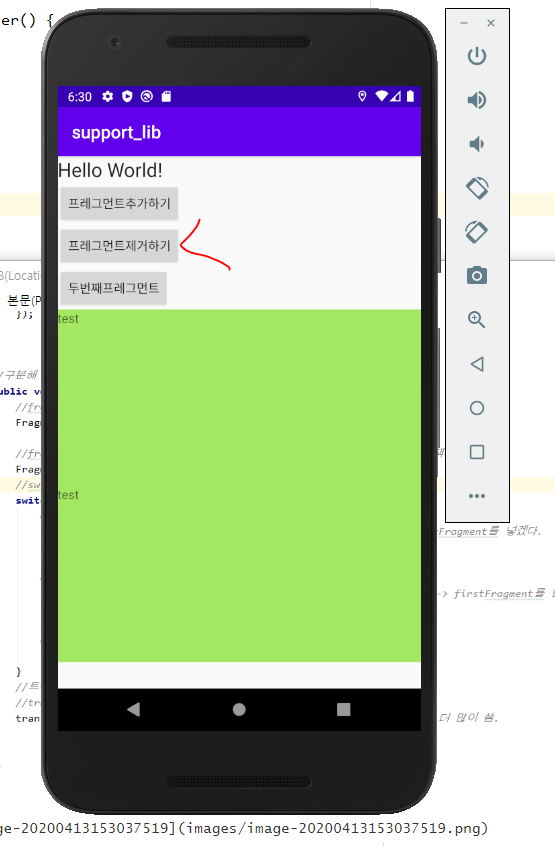 er() {
6:30
support_lib
Hello World!
프레그먼트추가하기
프레그먼트제거하기
두번째프레그먼트
3(Locatio
본문(P
});
test
/구분해
ublic v
//fr
Fragm
//fr
Fragm
//sw
swit
test
Fragment를 넣겠다.
-> firstFragment를
}
//트
//tra
tran
더 많이 씀.
ge-20200413153037519](images/image-20200413153037519.png)